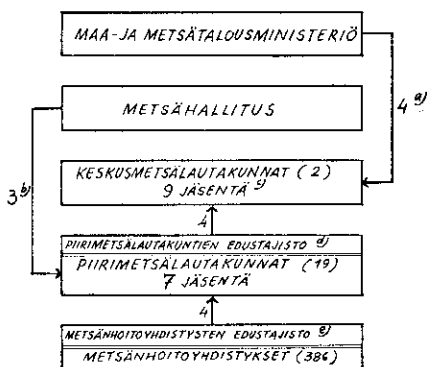 MAA-JA METSÄTALOUSMINISTERIÖ
4 a)
METSÄHALLITUS
3 b)
KESKUSMETSÄLAUTAKUNNAT (2)
9 JÄSENTÄ c)
4
PIIRIMETSÄLAUTAKUNTIEN EDUSTAJISTO d)
PIIRIMETSÄLAUTAKUNNAT (19)
7 JÄSENTÄ
4
METSÄNHOITOYHDISTYSTEN EDUSTAJISTO e)
METSÄNHOITOYHDISTYKSET (386)